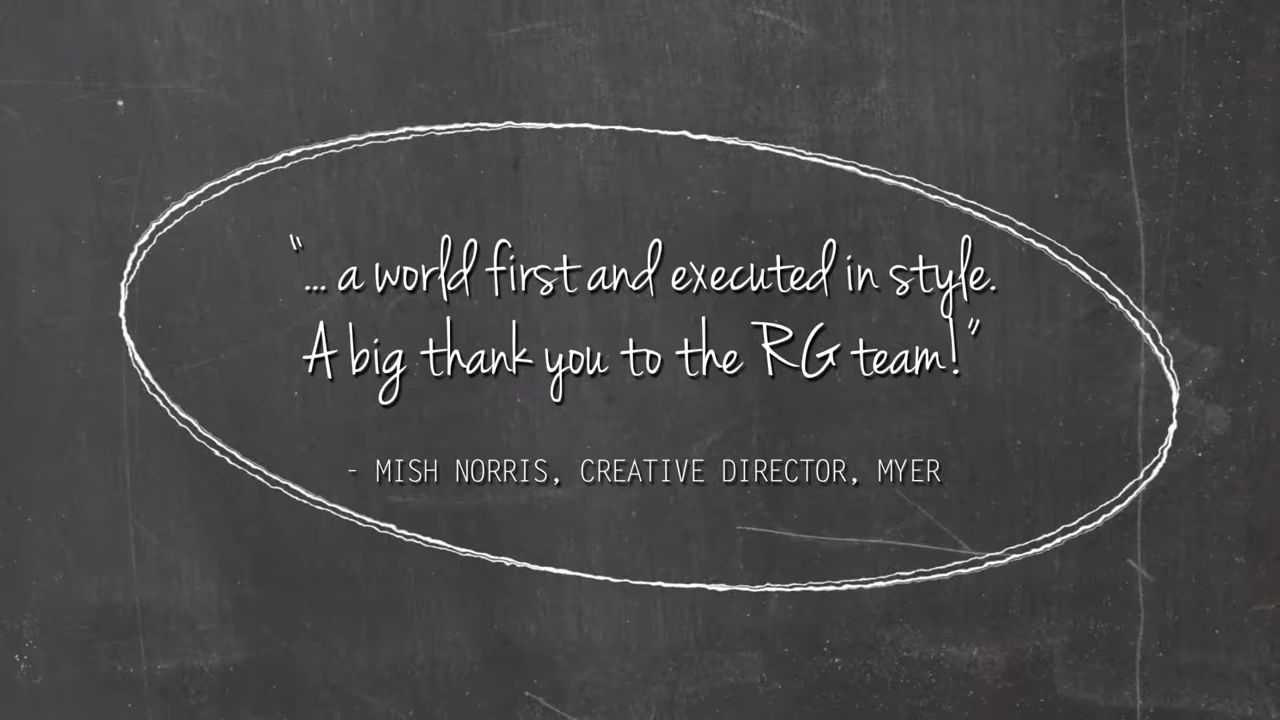 "... a world first and executed in style.
A big thank you to the RG team!"
- MISH NORRIS, CREATIVE DIRECTOR, MYER